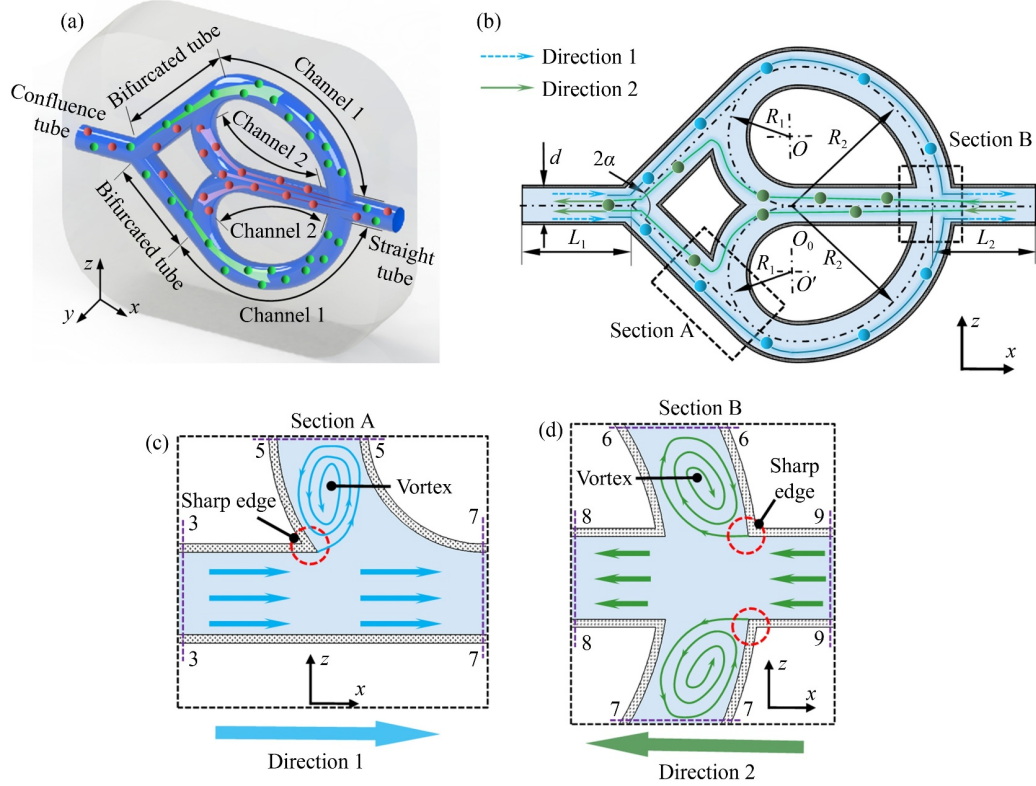 (a)
Bifurcated tube
Channel 1
Confluence
tube
Channel 2
Bifurcated tube
Channel 2
Straight
tube
Channel 1
z
y
x
(b)
Direction 1
Direction 2
R1
O
R2
Section B
d
2α
L1
O0
L2
R1
O′
R2
Section A
z
x
Section A
(c)
5
5
Vortex
Sharp edge
3
7
3
7
z
x
Direction 1
Section B
(d)
6
6
Sharp
edge
Vortex
8
9
8
9
z
7
7
x
Direction 2